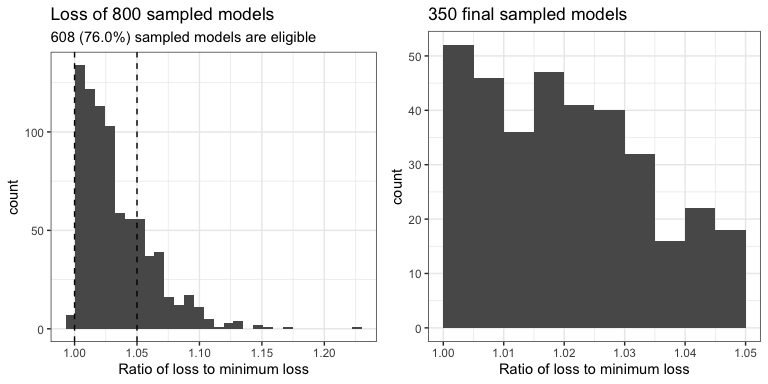 Loss of 800 sampled models
608 (76.0%) sampled models are eligible
count
100
50
0
1.00 1.05 1.10 1.15 1.20
Ratio of loss to minimum loss
350 final sampled models
count
50
40
30
20
10
0
1.00 1.01 1.02 1.03 1.04 1.05
Ratio of loss to minimum loss